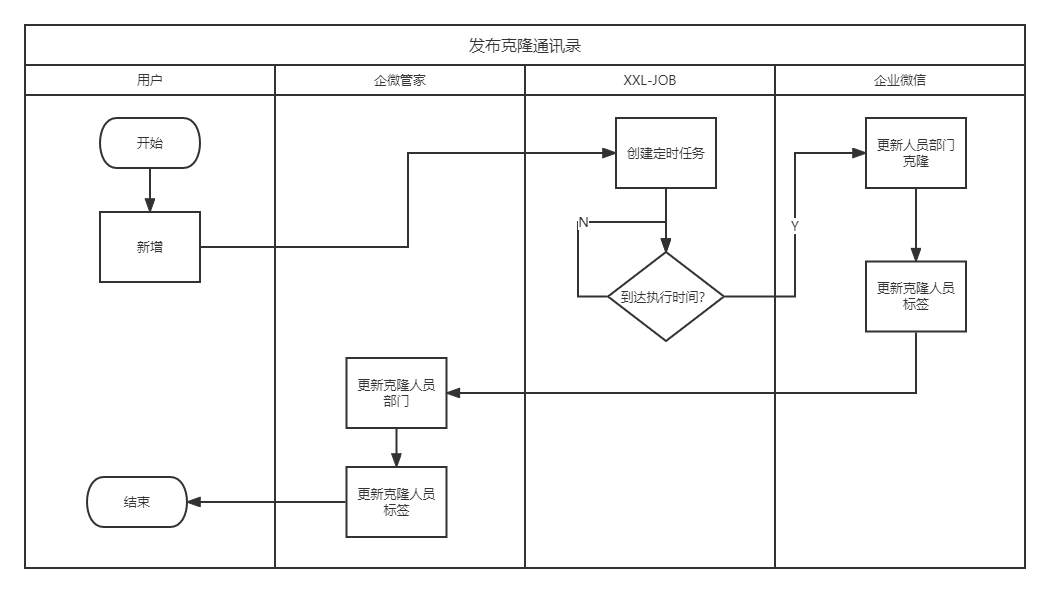 发布克隆通讯录
用户
企微管家
XXL-JOB
企业微信
开始
创建定时任务
更新人员部门
克隆
新增
N
Y
到达执行时间?
更新克隆人员
标签
更新克隆人员
部门
更新克隆人员
标签
结束